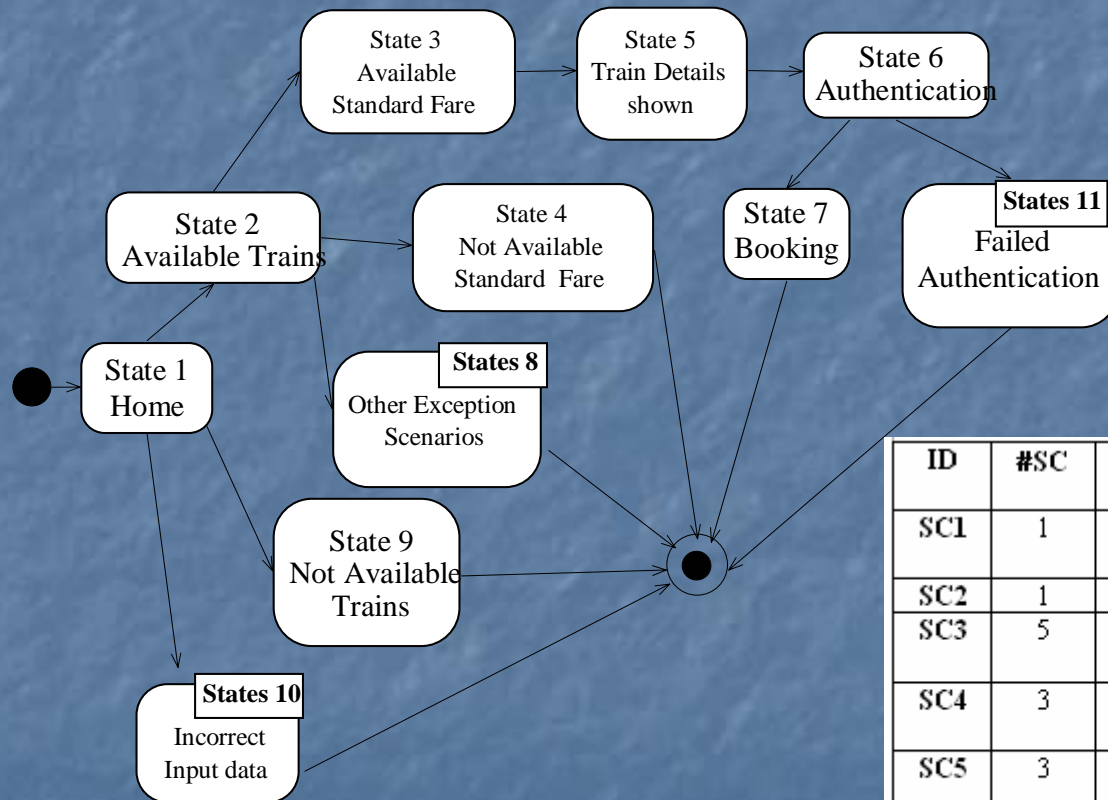 State 3
Available
Standard Fare
State 5
Train Details
shown
State 6
Authentication
State 2
Available Trains
State 4
Not Available
Standard Fare
State 7
Booking
States 11
Failed
Authentication
State 1
Home
States 8
Other Exception
Scenarios
State 9
Not Available
Trains
States 10
Incorrect
Input data
ID #SC
SC1 1
SC2 1
SC3 5
SC4 3
SC5 3